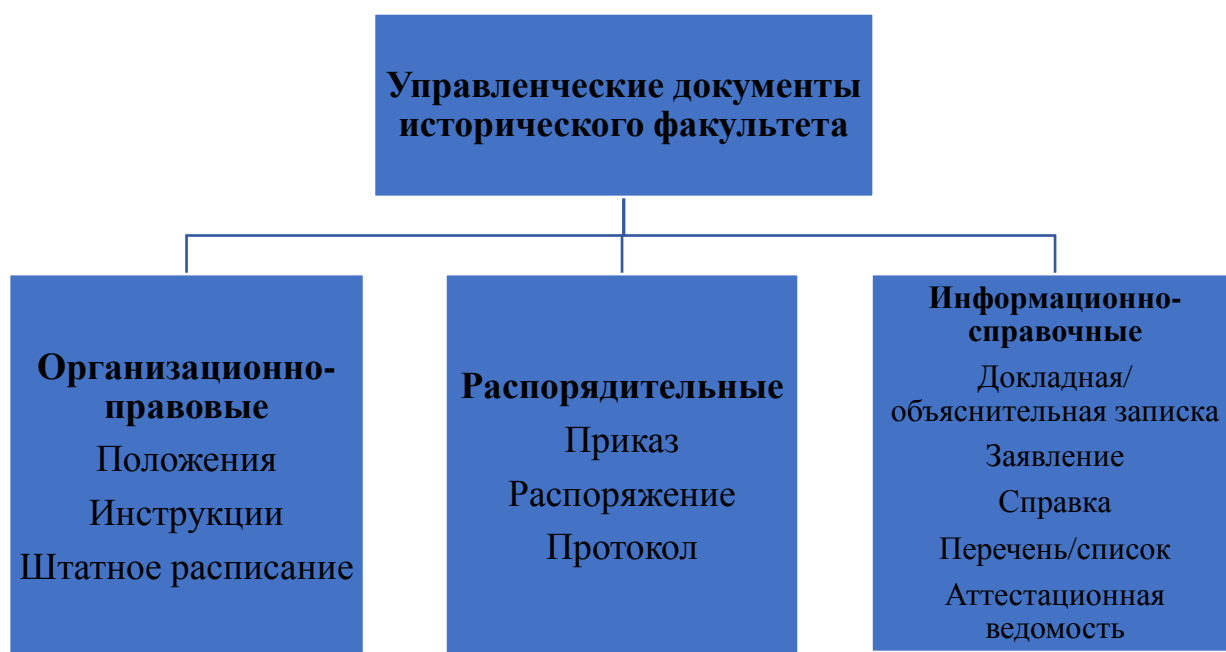 Управленческие документы
исторического факультета
Организационно-
правовые
Положения
Инструкции
Штатное расписание
Распорядительные
Приказ
Распоряжение
Протокол
Информационно-
справочные
Докладная/
объяснительная записка
Заявление
Справка
Перечень/список
Аттестационная
ведомость